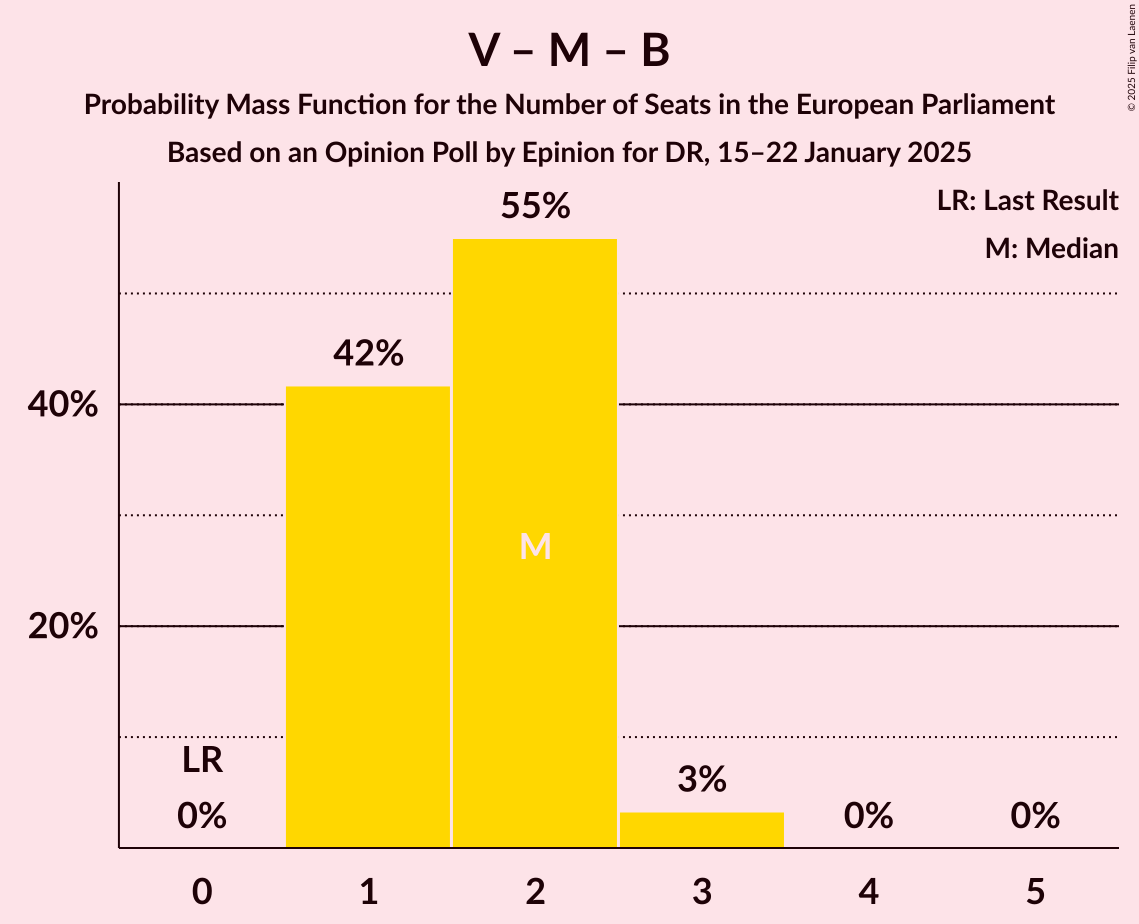 V – M – B
Probability Mass Function for the Number of Seats in the European Parliament
Based on an Opinion Poll by Epinion for DR, 15–22 January 2025
© 2025 Filip van Laenen
LR: Last Result
M: Median
55%
42%
40%
M
20%
LR
0%
3%
0%
0%
0
1
2
3
4
5